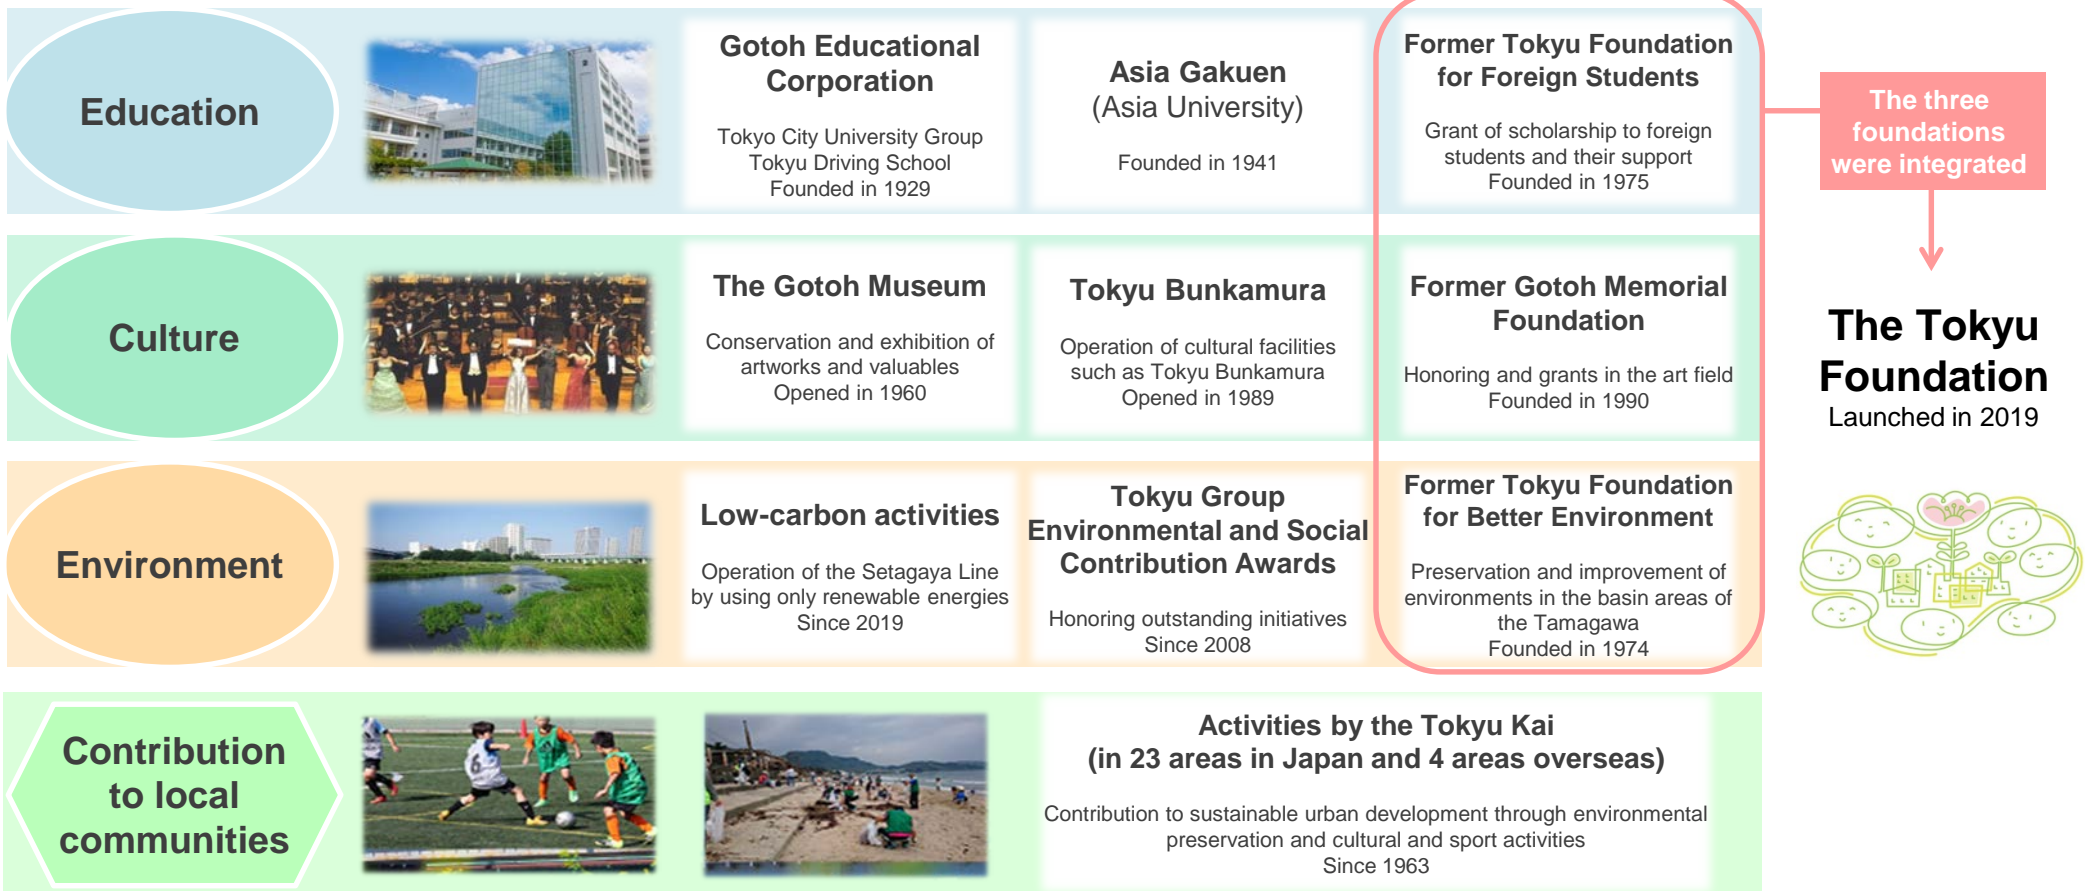 Education
Gotoh Educational
Corporation
Tokyo City University Group
Tokyu Driving School
Founded in 1929
Asia Gakuen
(Asia University)
Founded in 1941
Former Tokyu Foundation
for Foreign Students
Grant of scholarship to foreign
students and their support
Founded in 1975
The three
foundations
were integrated
Culture
The Gotoh Museum
Conservation and exhibition of
artworks and valuables
Opened in 1960
Tokyu Bunkamura
Operation of cultural facilities
such as Tokyu Bunkamura
Opened in 1989
Former Gotoh Memorial
Foundation
Honoring and grants in the art field
Founded in 1990
The Tokyu
Foundation
Launched in 2019
Environment
Low-carbon activities
Operation of the Setagaya Line
by using only renewable energies
Since 2019
Tokyu Group
Environmental and Social
Contribution Awards
Honoring outstanding initiatives
Since 2008
Former Tokyu Foundation
for Better Environment
Preservation and improvement of
environments in the basin areas of
the Tamagawa
Founded in 1974
Contribution
to local
communities
6
Activities by the Tokyu Kai
(in 23 areas in Japan and 4 areas overseas)
Contribution to sustainable urban development through environmental
preservation and cultural and sport activities
Since 1963